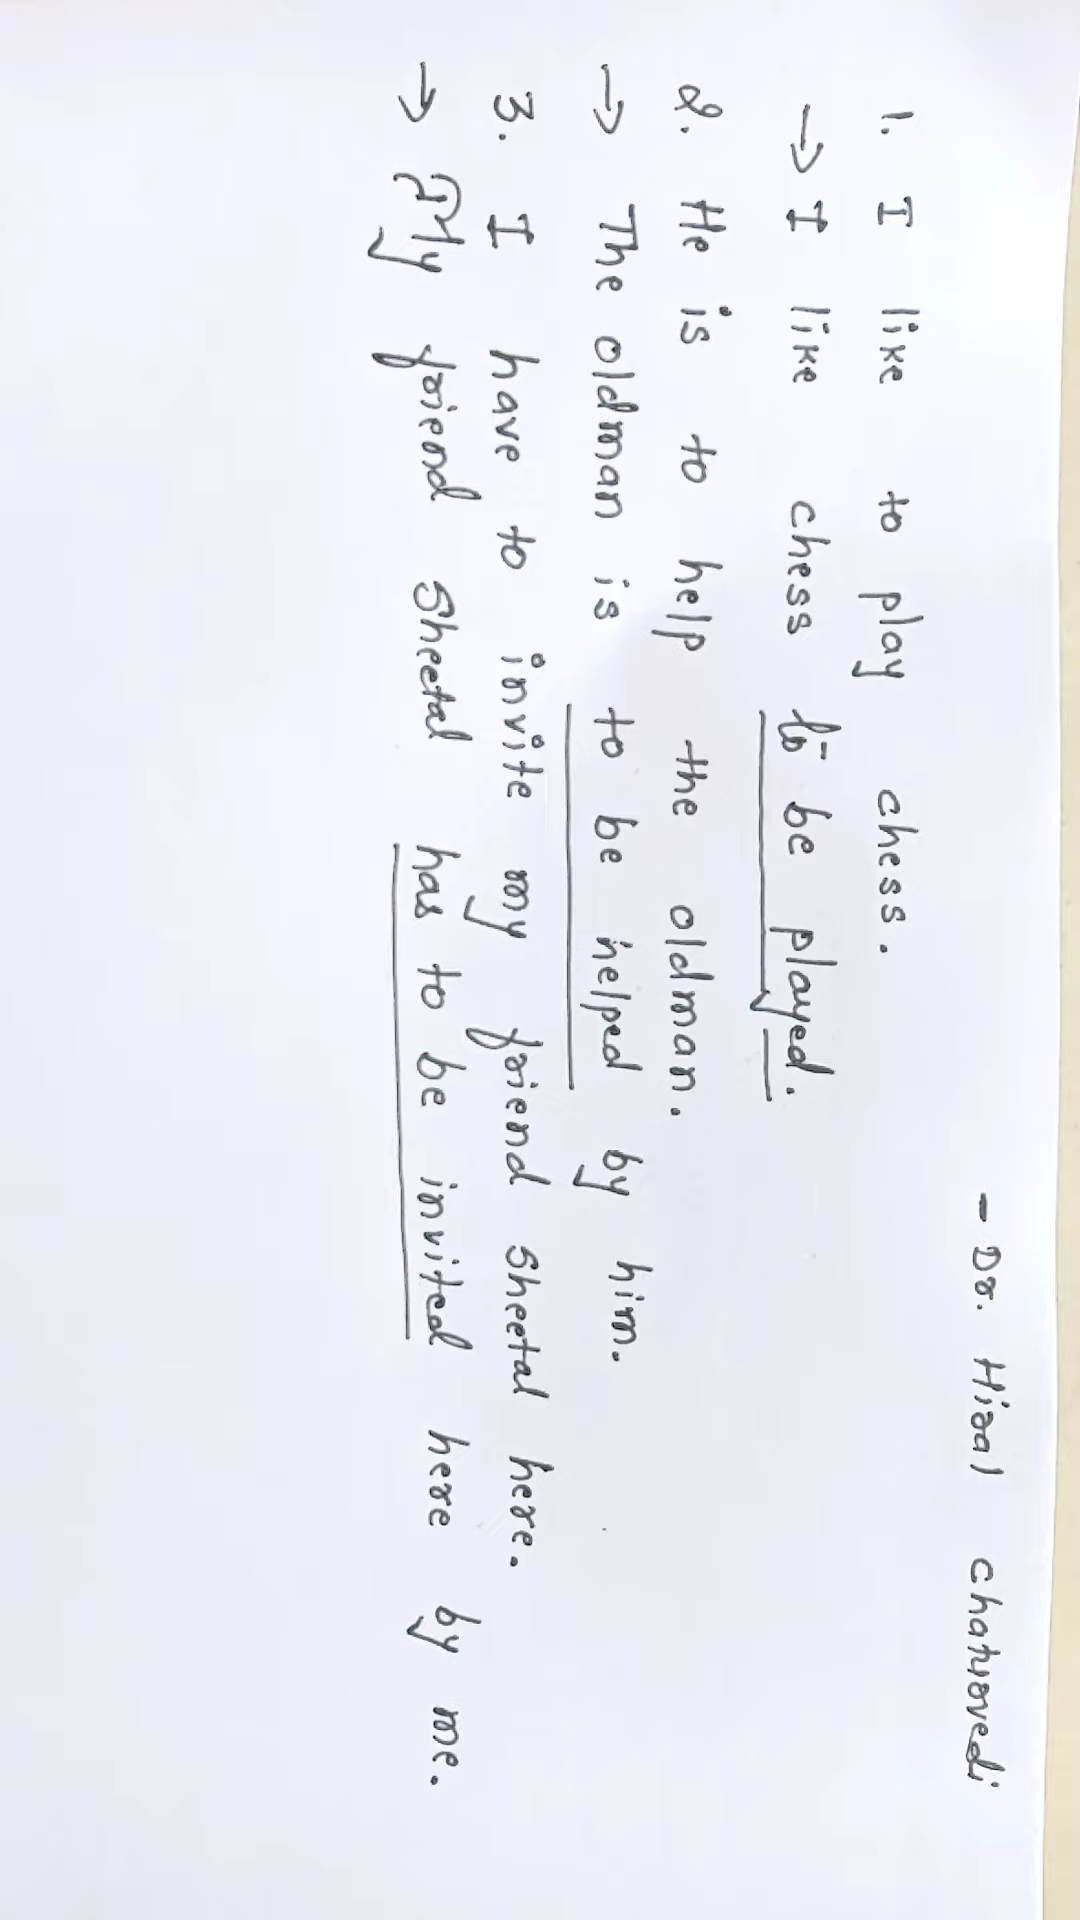 - Dr. Hiral chaturvedi
1. I like to play chess.
→ I like chess to be played.
2. He is to help the oldman.
→ The oldman is to be helped by him.
3. I have to invite my friend sheetal here.
→ My friend sheetal has to be invited here by me.